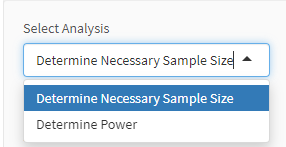 Select Analysis
Determine Necessary Sample Size
Determine Necessary Sample Size
Determine Power